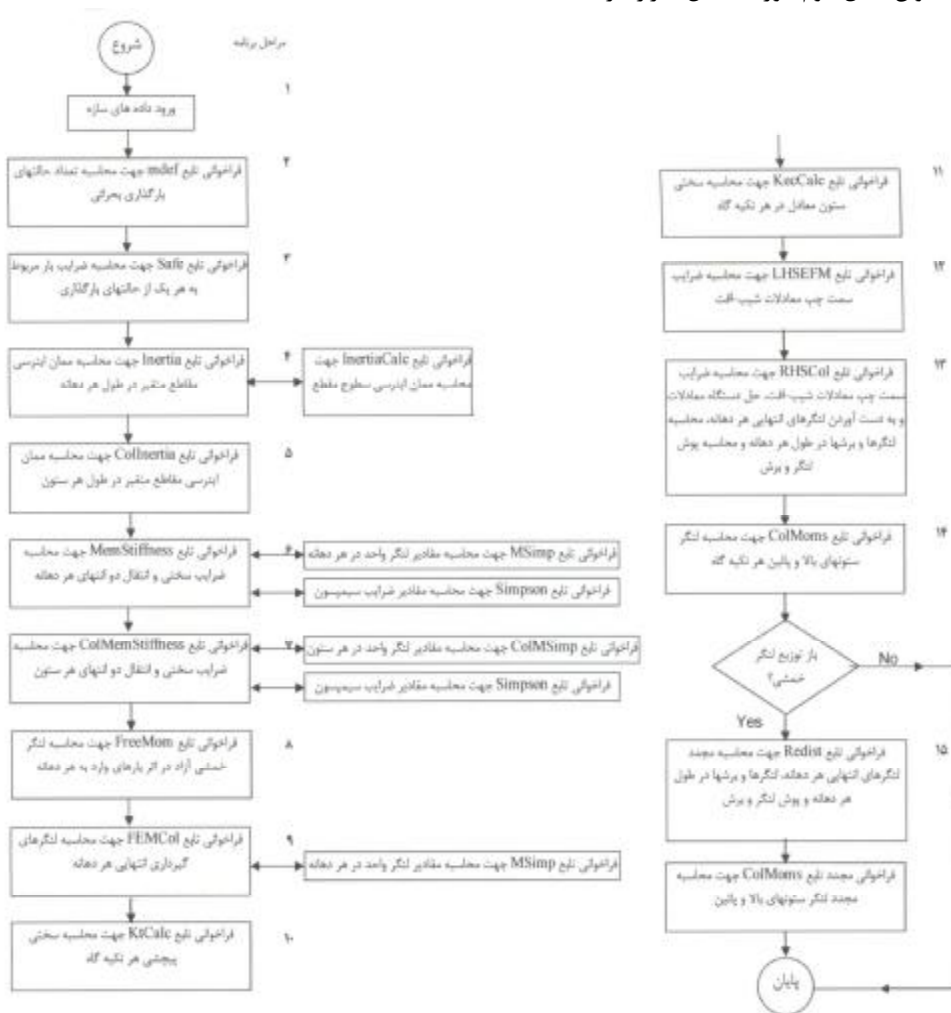 شروع
مراحل برنامه
۱
ورود داده های سازه
۲
فراخوانی تابع mdef جهت محاسبه تعداد حالتهای
بارگذاری بحرانی
۳
فراخوانی تابع Safe جهت محاسبه ضرایب بار مربوط
به هر یک از حالتهای بارگذاری
۴
فراخوانی تابع Inertia جهت محاسبه ممان اینرسی
مقاطع متغیر در طول هر دهانه
فراخوانی تابع InertiaCalc جهت
محاسبه ممان اینرسی سطوح مقطع
۵
فراخوانی تابع ColInertia جهت محاسبه ممان
اینرسی مقاطع متغیر در طول هر ستون
۶
فراخوانی تابع MemStiffness جهت محاسبه
ضرایب سختی و انتقال دو انتهای هر دهانه
فراخوانی تابع MSimp جهت محاسبه مقادیر لنگر واحد در هر دهانه
فراخوانی تابع Simpson جهت محاسبه مقادیر ضرایب سیمپسون
۷
فراخوانی تابع ColMemStiffness جهت محاسبه
ضرایب سختی و انتقال دو انتهای هر ستون
فراخوانی تابع ColMSimp جهت محاسبه مقادیر لنگر واحد در هر ستون
فراخوانی تابع Simpson جهت محاسبه مقادیر ضرایب سیمپسون
۸
فراخوانی تابع FreeMom جهت محاسبه لنگر
خمشی آزاد در اثر بارهای وارد به هر دهانه
۹
فراخوانی تابع FEMCol جهت محاسبه لنگرهای
گیرداری انتهایی هر دهانه
فراخوانی تابع MSimp جهت محاسبه مقادیر لنگر واحد در هر دهانه
۱۰
فراخوانی تابع KtCalc جهت محاسبه سختی
پیچشی هر تکیه گاه
۱۱
فراخوانی تابع KecCalc جهت محاسبه سختی
ستون معادل در هر تکیه گاه
۱۲
فراخوانی تابع LHSEFM جهت محاسبه ضرایب
سمت چپ معادلات شیب-افت
۱۳
فراخوانی تابع RHSCol جهت محاسبه ضرایب
سمت چپ معادلات شیب-افت، حل دستگاه معادلات
و به دست آوردن لنگرهای انتهایی هر دهانه، محاسبه
لنگرها و برشها در طول هر دهانه و محاسبه پوش
لنگر و برش
۱۴
فراخوانی تابع ColMoms جهت محاسبه لنگر
ستونهای بالا و پائین هر تکیه گاه
باز توزیع لنگر
خمشی؟
No
Yes
۱۵
فراخوانی تابع Redist جهت محاسبه مجدد
لنگرهای انتهایی هر دهانه، لنگرها و برشها در طول
هر دهانه و پوش لنگر و برش
فراخوانی مجدد تابع ColMoms جهت محاسبه
مجدد لنگر ستونهای بالا و پائین
پایان